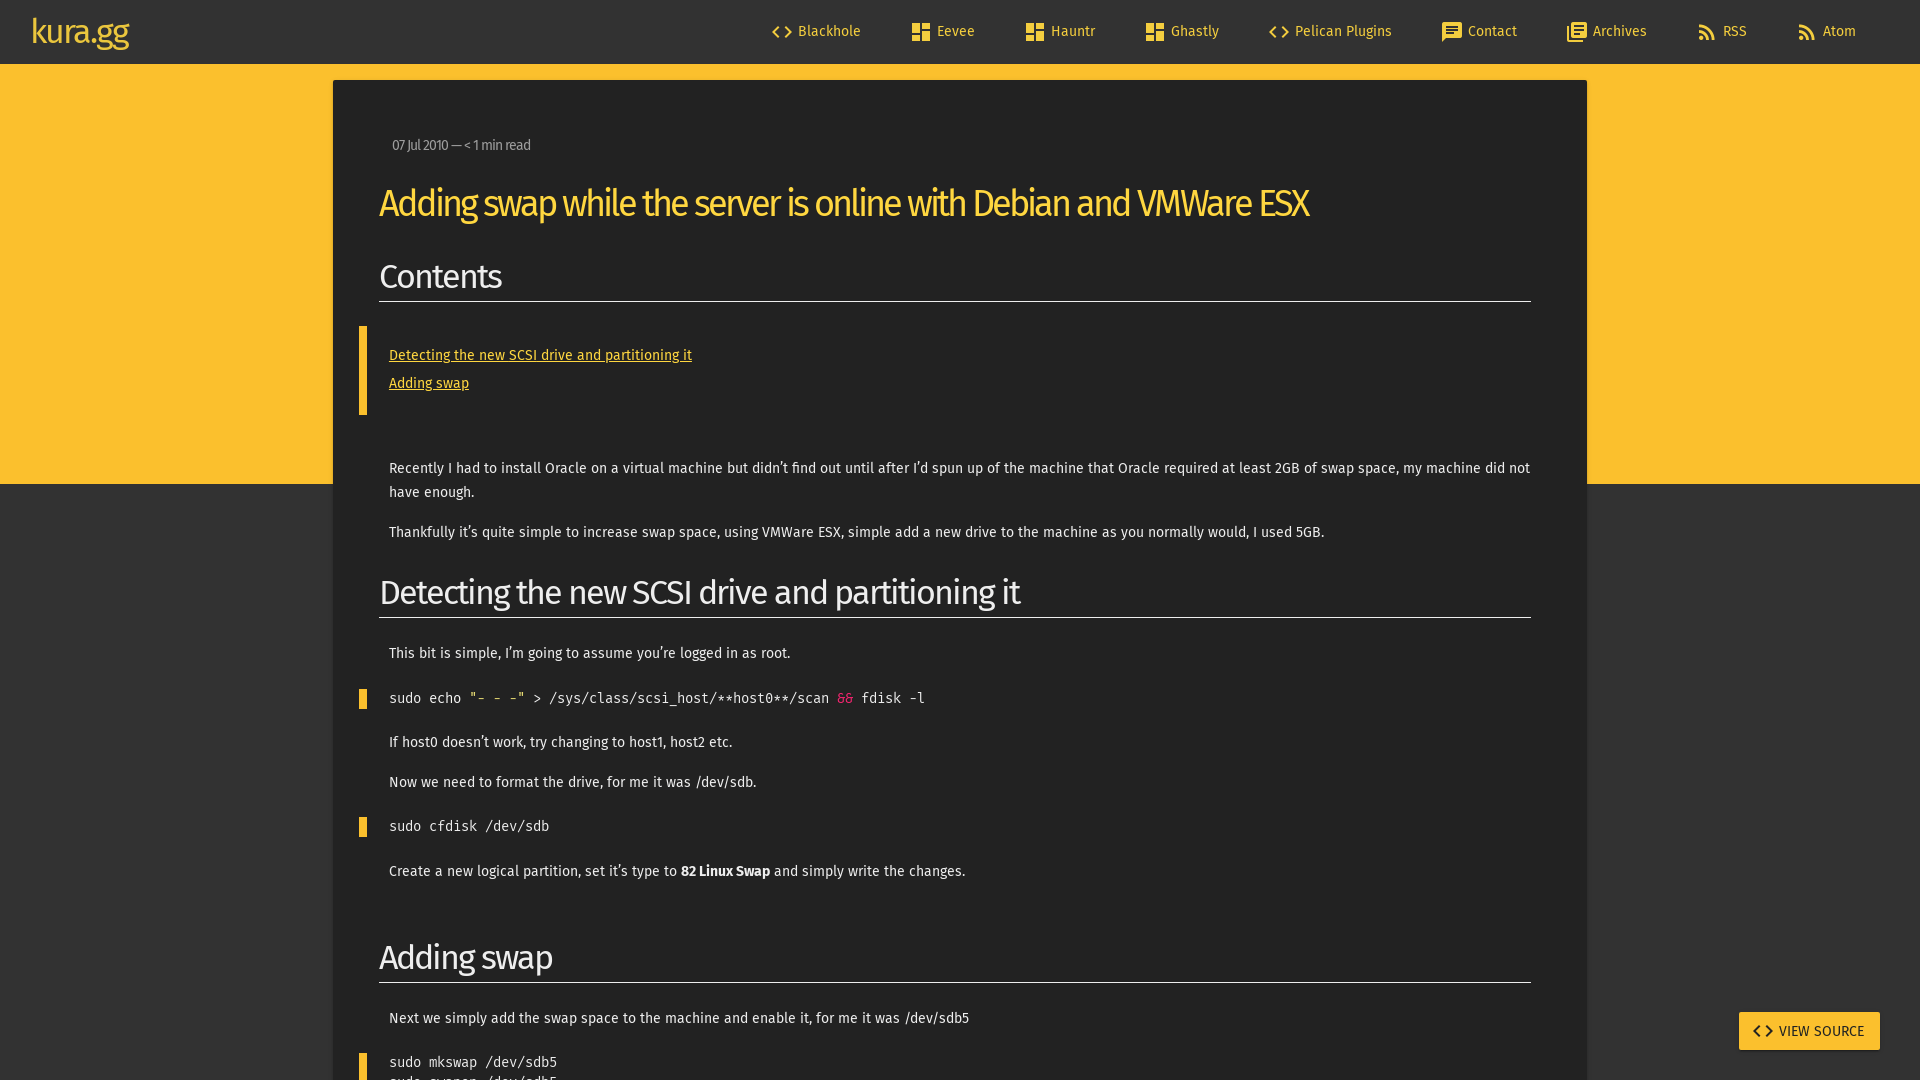 kura.gg
Blackhole
Eevee
Hauntr
Ghastly
Pelican Plugins
Contact
Archives
RSS
Atom
07 Jul 2010 — < 1 min read
Adding swap while the server is online with Debian and VMWare ESX
Contents
Detecting the new SCSI drive and partitioning it
Adding swap
Recently I had to install Oracle on a virtual machine but didn’t find out until after I’d spun up of the machine that Oracle required at least 2GB of swap space, my machine did not
have enough.
Thankfully it’s quite simple to increase swap space, using VMWare ESX, simple add a new drive to the machine as you normally would, I used 5GB.
Detecting the new SCSI drive and partitioning it
This bit is simple, I’m going to assume you’re logged in as root.
sudo echo "- - -" > /sys/class/scsi_host/**host0**/scan && fdisk -l
If host0 doesn’t work, try changing to host1, host2 etc.
Now we need to format the drive, for me it was /dev/sdb.
sudo cfdisk /dev/sdb
Create a new logical partition, set it’s type to 82 Linux Swap and simply write the changes.
Adding swap
Next we simply add the swap space to the machine and enable it, for me it was /dev/sdb5
VIEW SOURCE
sudo mkswap /dev/sdb5
sudo swapon /dev/sdb5